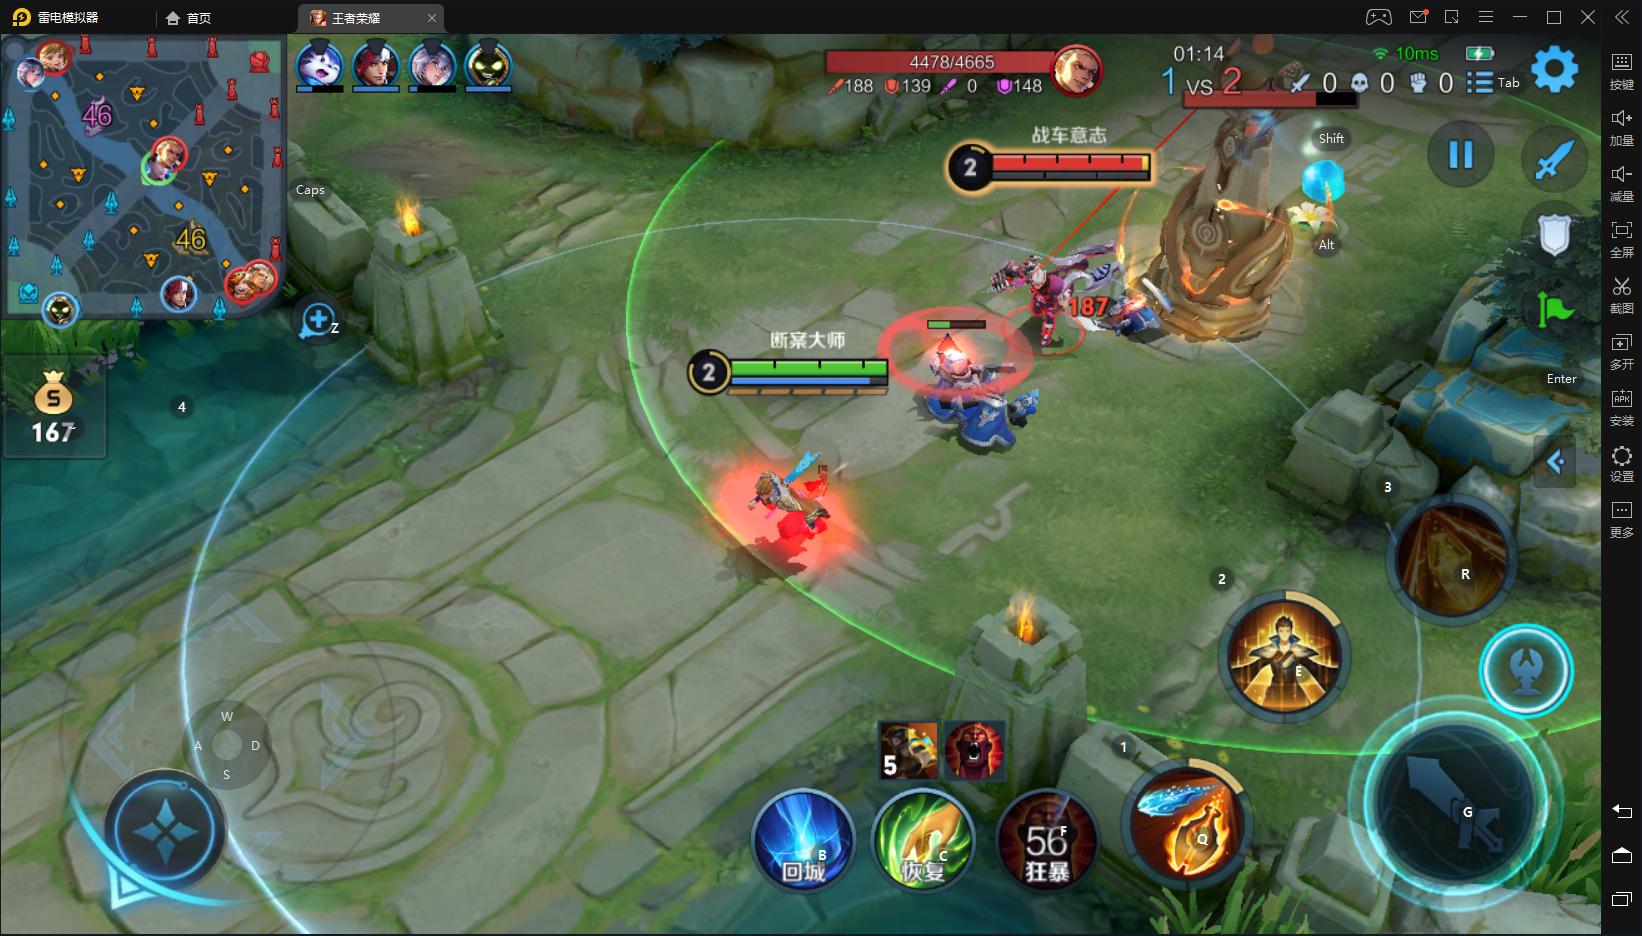 雷电模拟器
首页
王者荣耀
4478/4665
188 139 0 148
01:14
10ms
1 vs 2
0 0 0
Tab
46
46
Caps
战车意志
2
Shift
Alt
187
断案大师
2
Z
167
4
Enter
3
R
2
E
W
A D
S
5
1
B
回城
C
恢复
56
F
狂暴
Q
G
按键
加量
减量
全屏
截图
多开
APK
安装
设置
更多